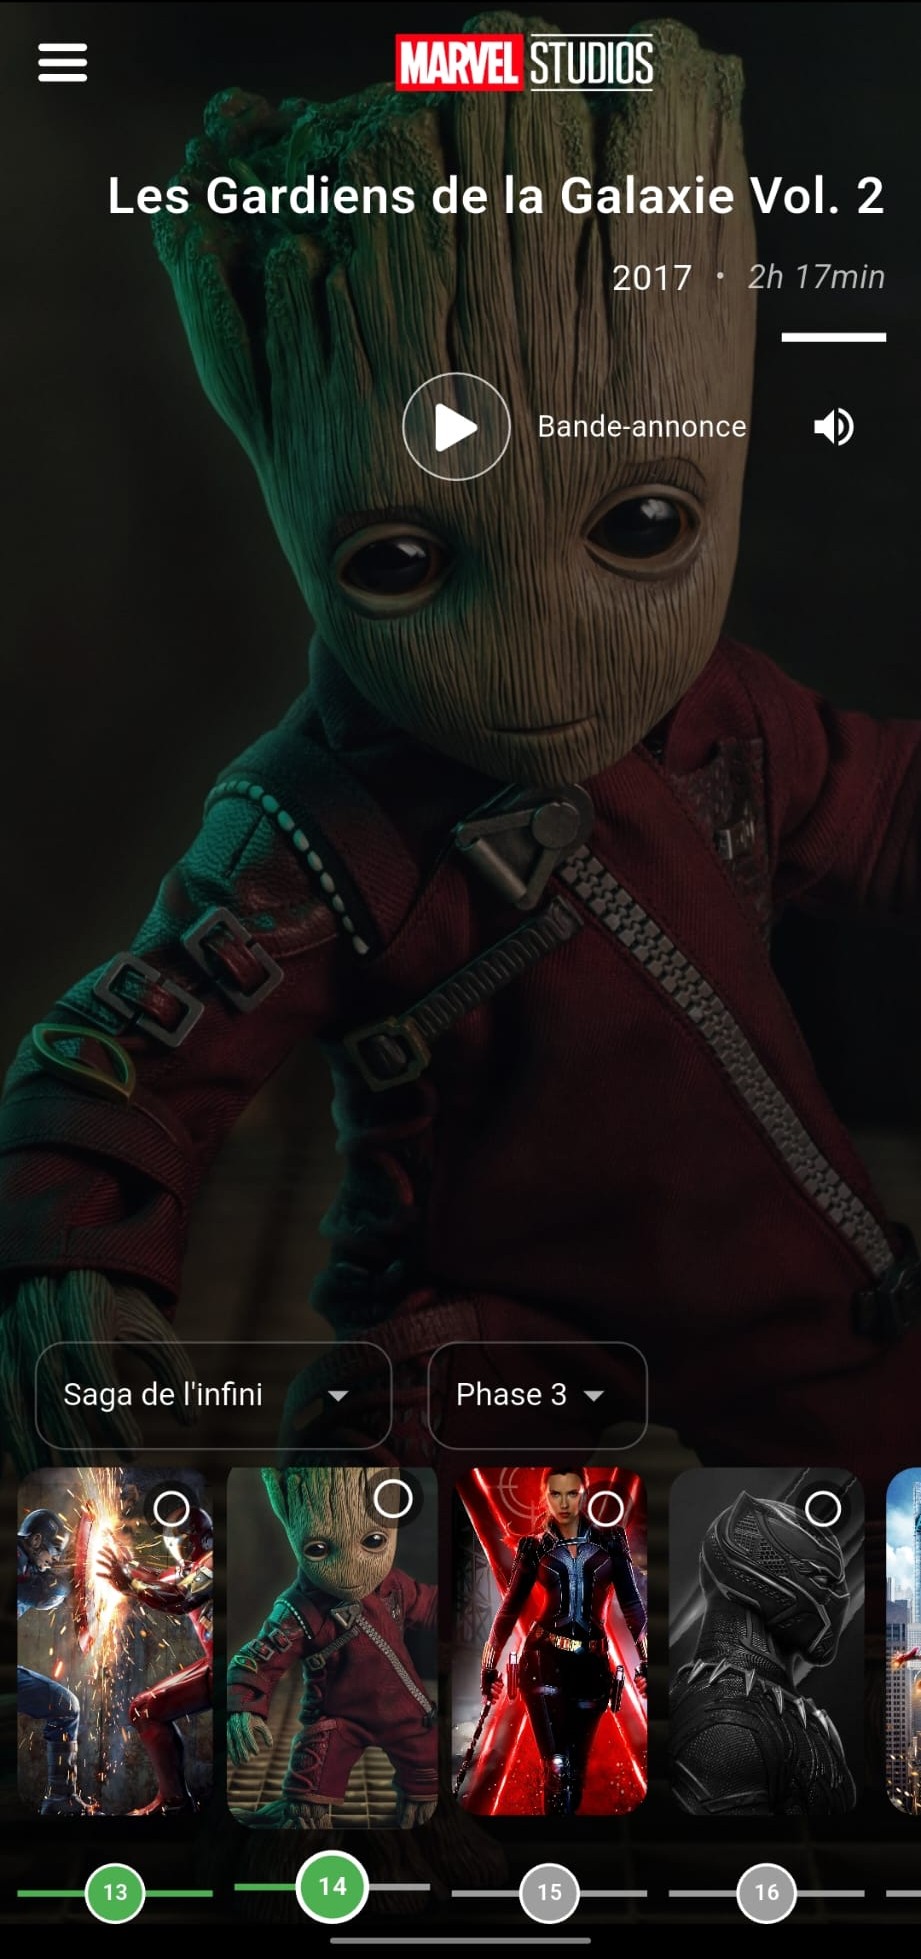 MARVEL STUDIOS
Les Gardiens de la Galaxie Vol. 2
2017 • 2h 17min
Bande-annonce
Saga de l'infini
Phase 3
13
14
15
16